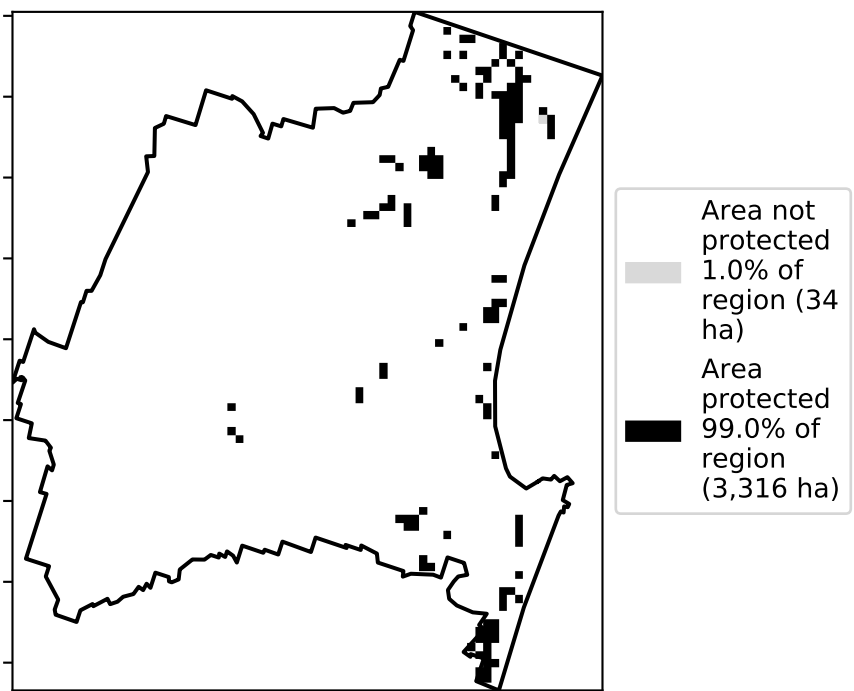 Area not
protected
1.0% of
region (34
ha)
Area
protected
99.0% of
region
(3,316 ha)